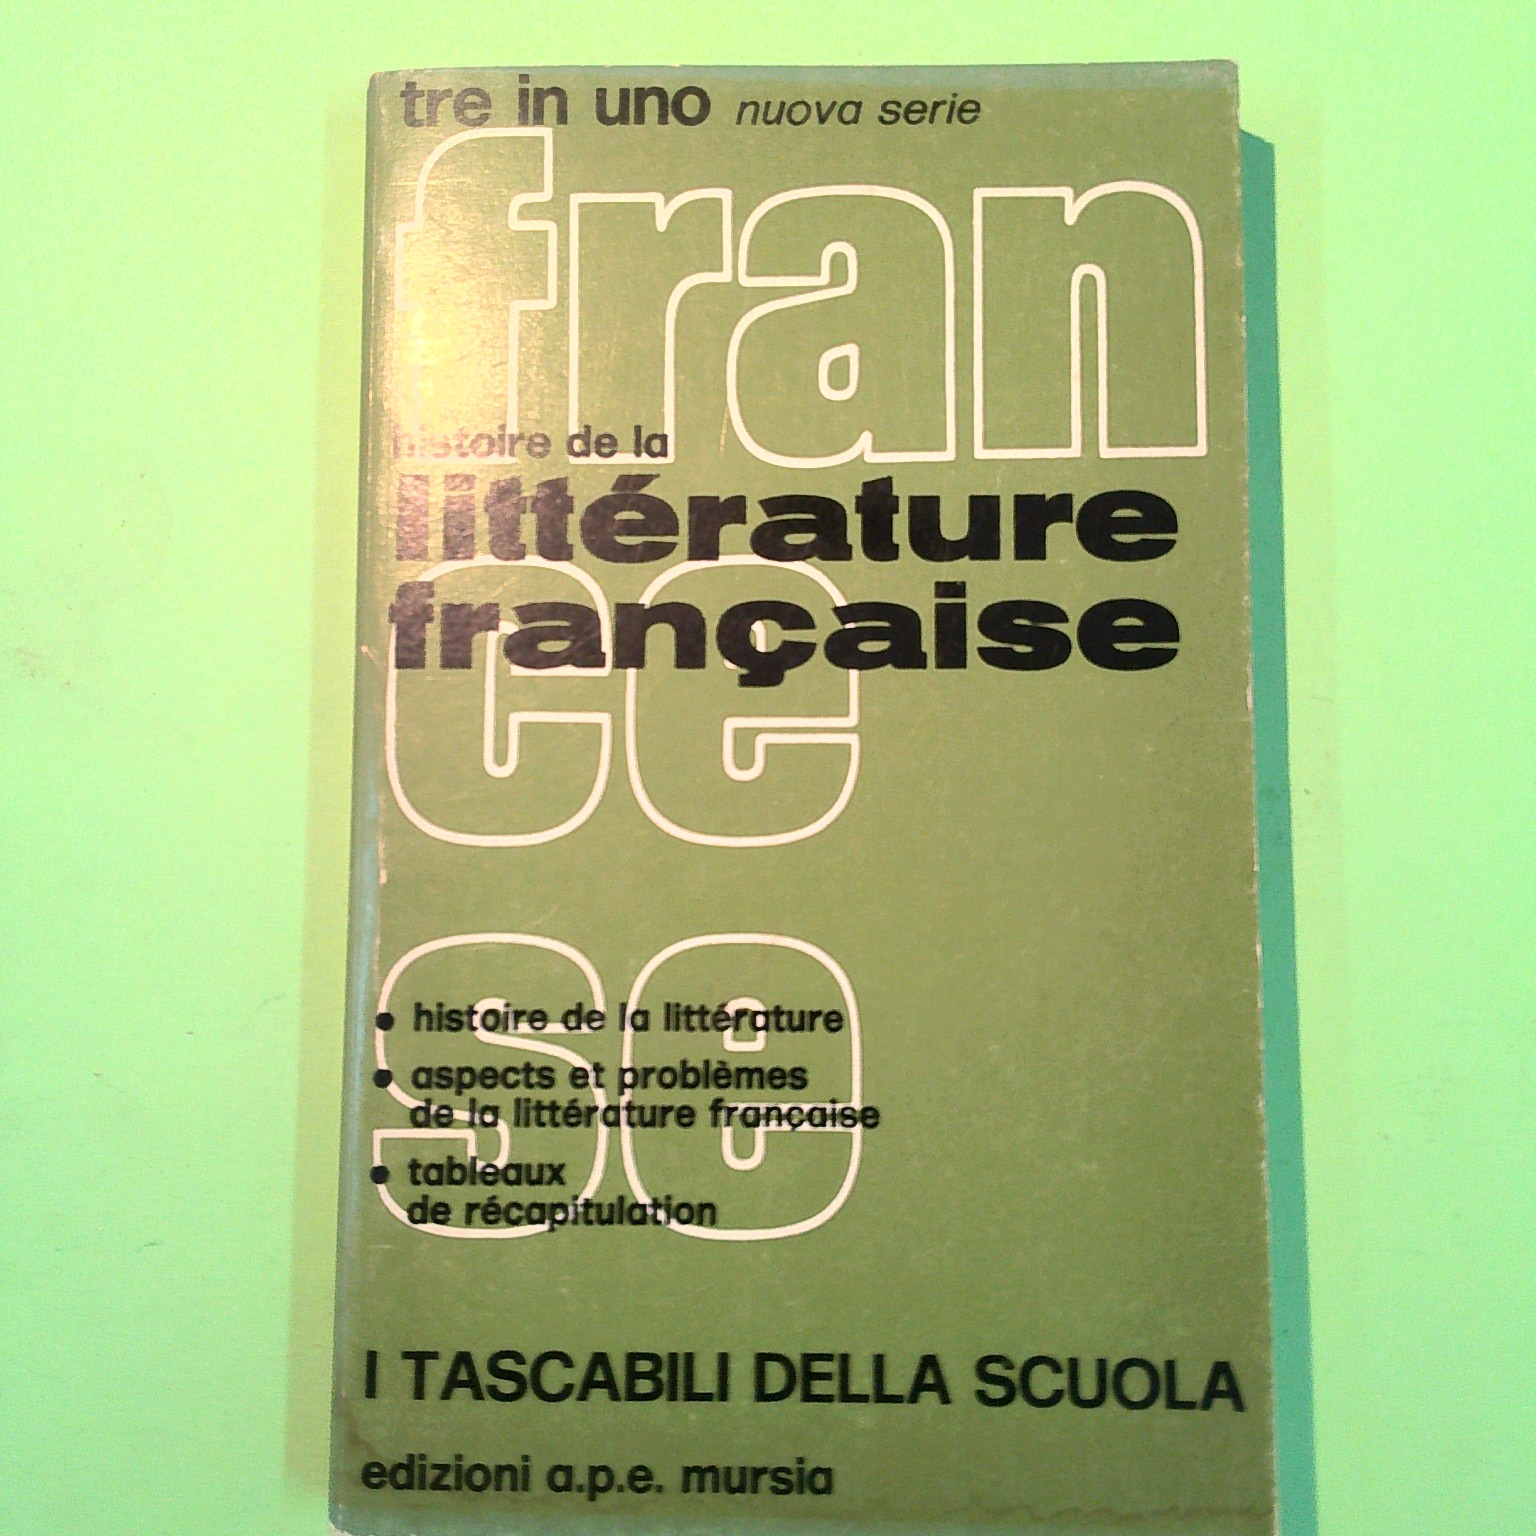 tre in uno nuova serie
fran
histoire de la
littérature
française
ce
se
• histoire de la littérature
• aspects et problèmes
de la littérature française
• tableaux
de récapitulation
I TASCABILI DELLA SCUOLA
edizioni a.p.e. mursia